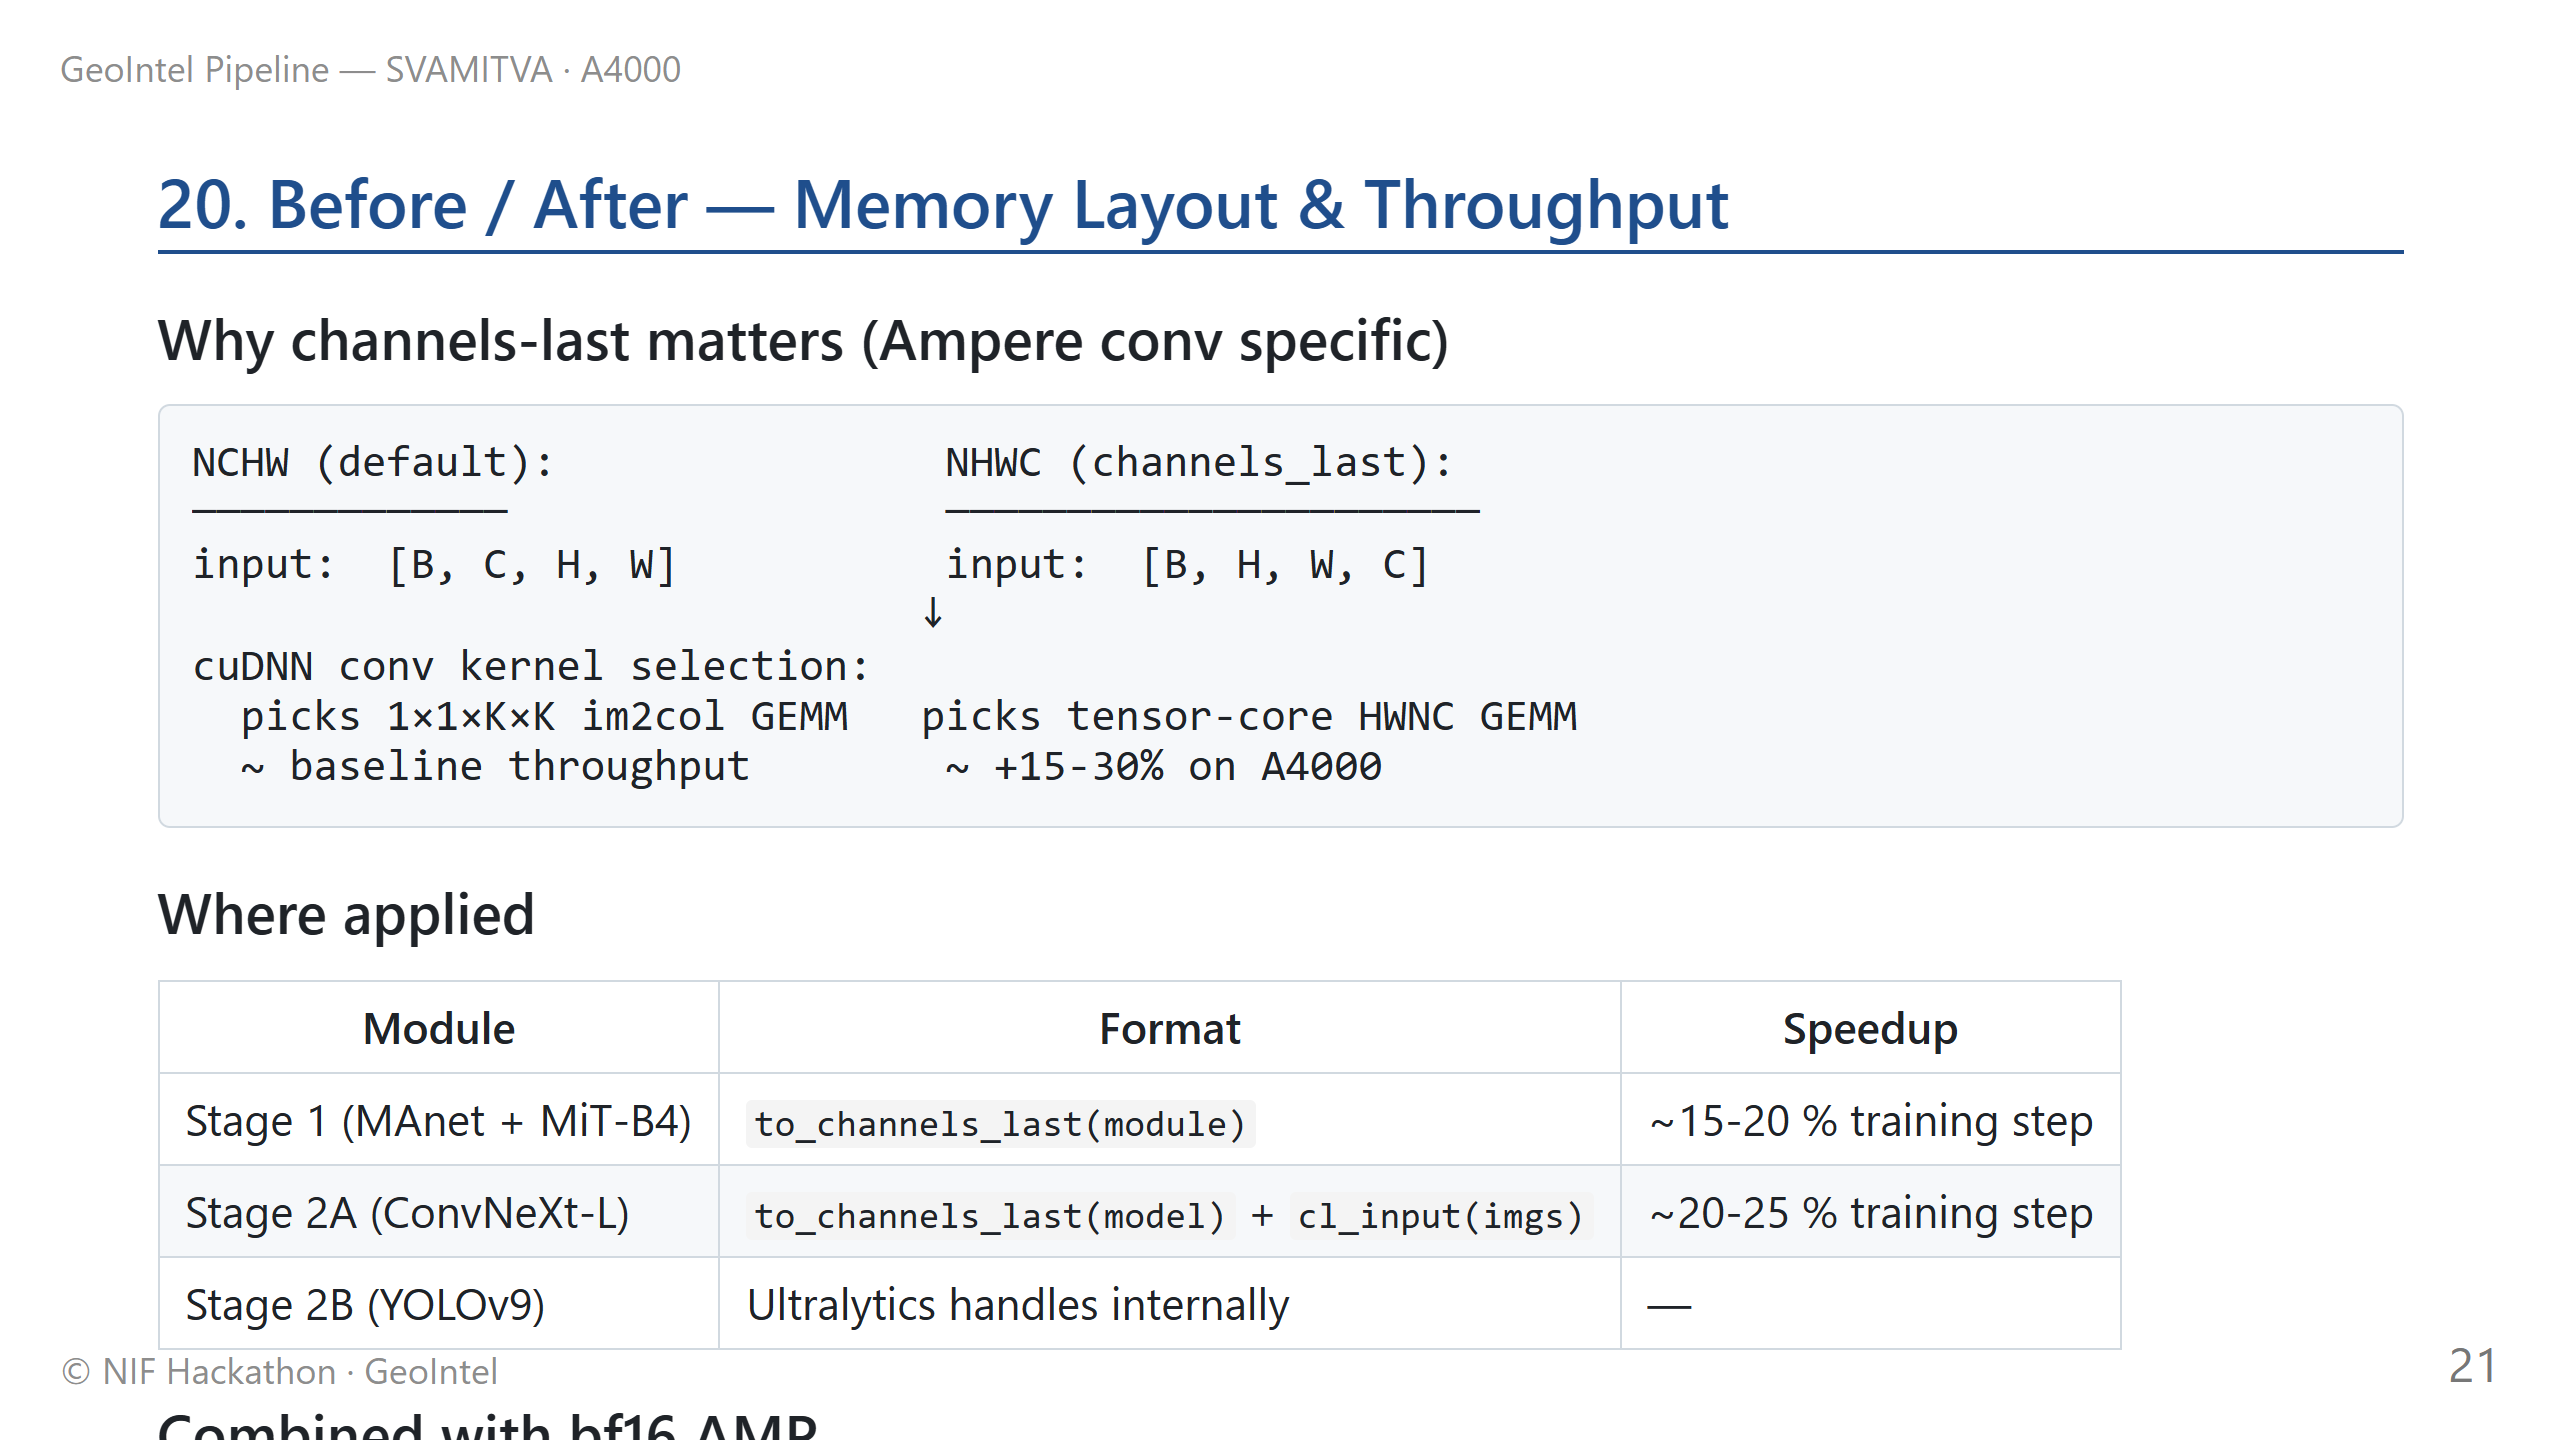 GeoIntel Pipeline — SVAMITVA · A4000
20. Before / After — Memory Layout & Throughput
Why channels-last matters (Ampere conv specific)
NCHW (default):                NHWC (channels_last):
─────────────                  ──────────────────────
input:  [B, C, H, W]           input:  [B, H, W, C]
                              ↓
cuDNN conv kernel selection:
  picks 1×1×K×K im2col GEMM   picks tensor-core HWNC GEMM
  ~ baseline throughput        ~ +15-30% on A4000
Where applied
Module Format Speedup
Stage 1 (MAnet + MiT-B4) to_channels_last(module) ~15-20 % training step
Stage 2A (ConvNeXt-L) to_channels_last(model) + cl_input(imgs) ~20-25 % training step
Stage 2B (YOLOv9) Ultralytics handles internally —
© NIF Hackathon · GeoIntel
21
Combined with bf16 AMP